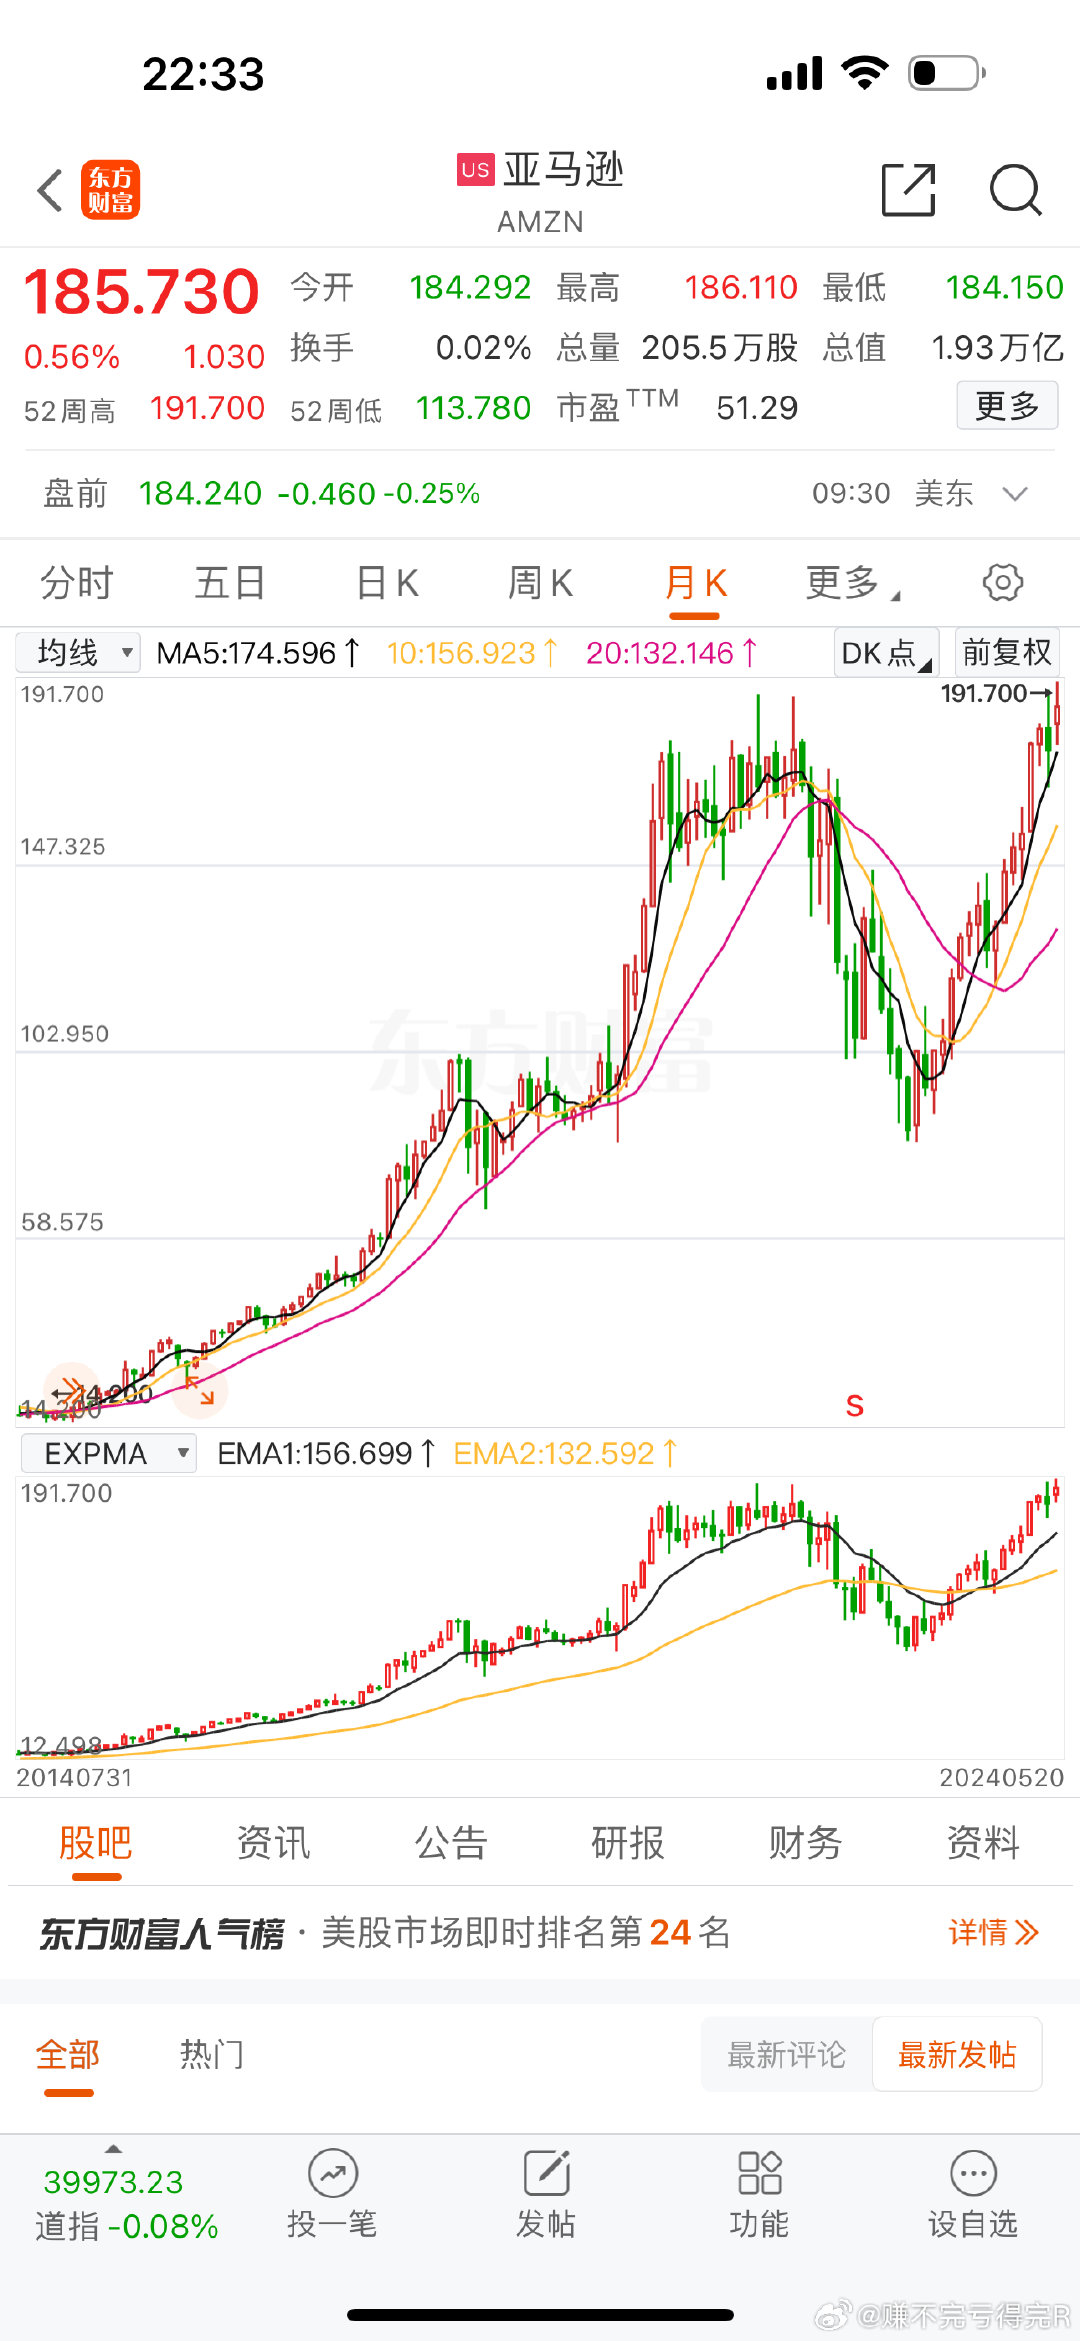 22:33
东方
财富
US 亚马逊
AMZN
185.730 今开 184.292 最高 186.110 最低 184.150
0.56% 1.030 换手 0.02% 总量 205.5万股 总值 1.93万亿
52周高 191.700 52周低 113.780 市盈TTM 51.29 更多
盘前 184.240 -0.460 -0.25% 09:30 美东
分时 五日 日K 周K 月K 更多
均线 MA5:174.596↑ 10:156.923↑ 20:132.146↑ DK点 前复权
191.700 191.700→
147.325
东方财富
102.950
58.575
←14.200
14.200
S
EXPMA EMA1:156.699↑ EMA2:132.592↑
191.700
12.498
20140731 20240520
股吧 资讯 公告 研报 财务 资料
东方财富人气榜 · 美股市场即时排名第24名 详情
全部 热门 最新评论 最新发帖
39973.23
道指 -0.08% 投一笔 发帖 功能 设自选
@赚不完亏得完R